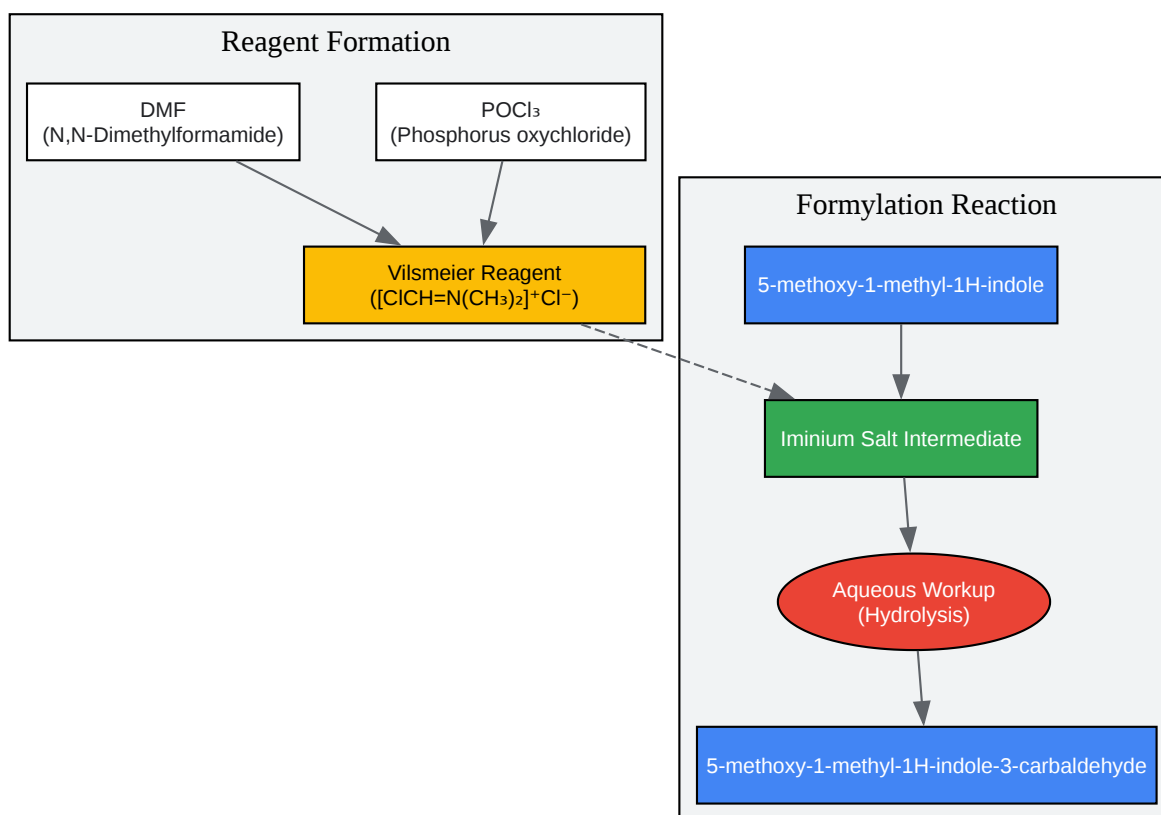 Reagent Formation
DMF
(N,N-Dimethylformamide)
POCl₃
(Phosphorus oxychloride)
Vilsmeier Reagent
([ClCH=N(CH₃)₂]⁺Cl⁻)
Formylation Reaction
5-methoxy-1-methyl-1H-indole
Iminium Salt Intermediate
Aqueous Workup
(Hydrolysis)
5-methoxy-1-methyl-1H-indole-3-carbaldehyde